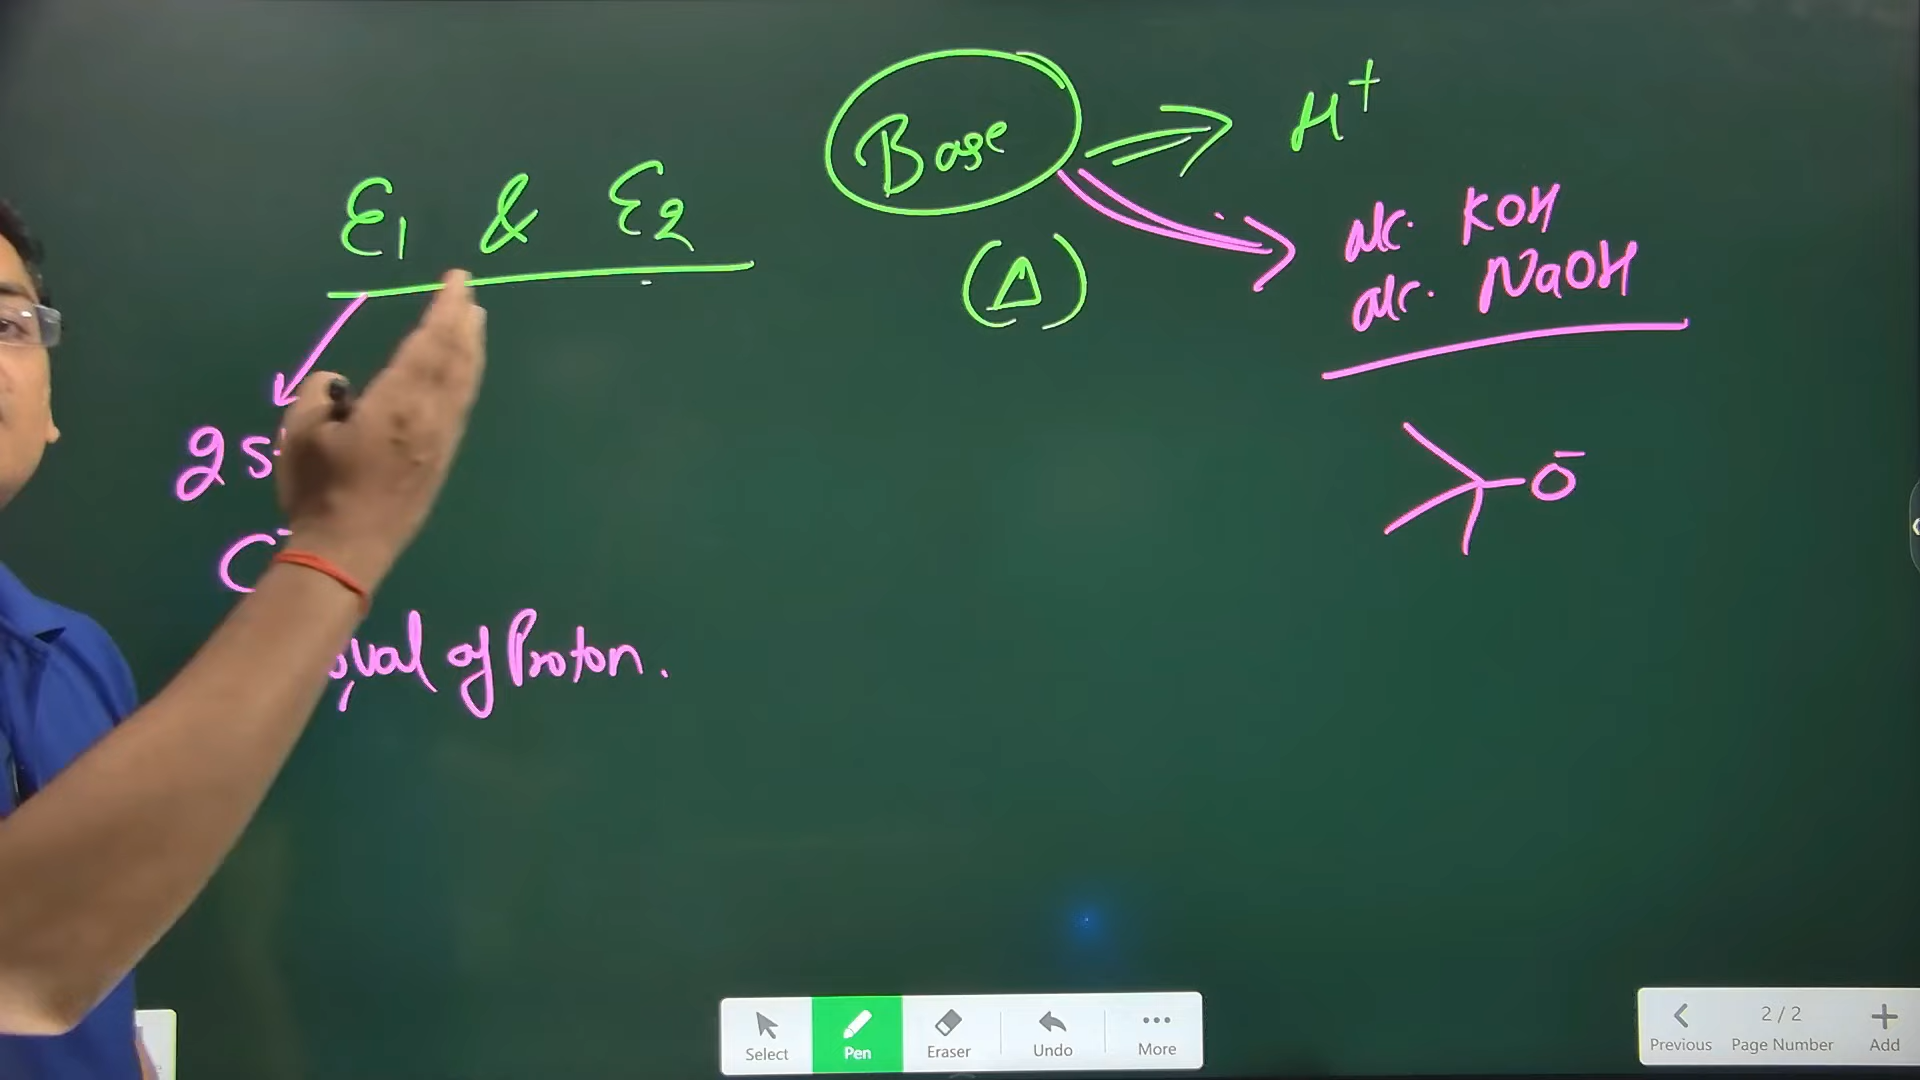 E1 & E2
Base
H+
(Δ)
alc. KOH
alc. NaOH
O-
2 s
C
oval of Proton.
Select
Pen
Eraser
Undo
More
Previous
2 / 2
Page Number
Add